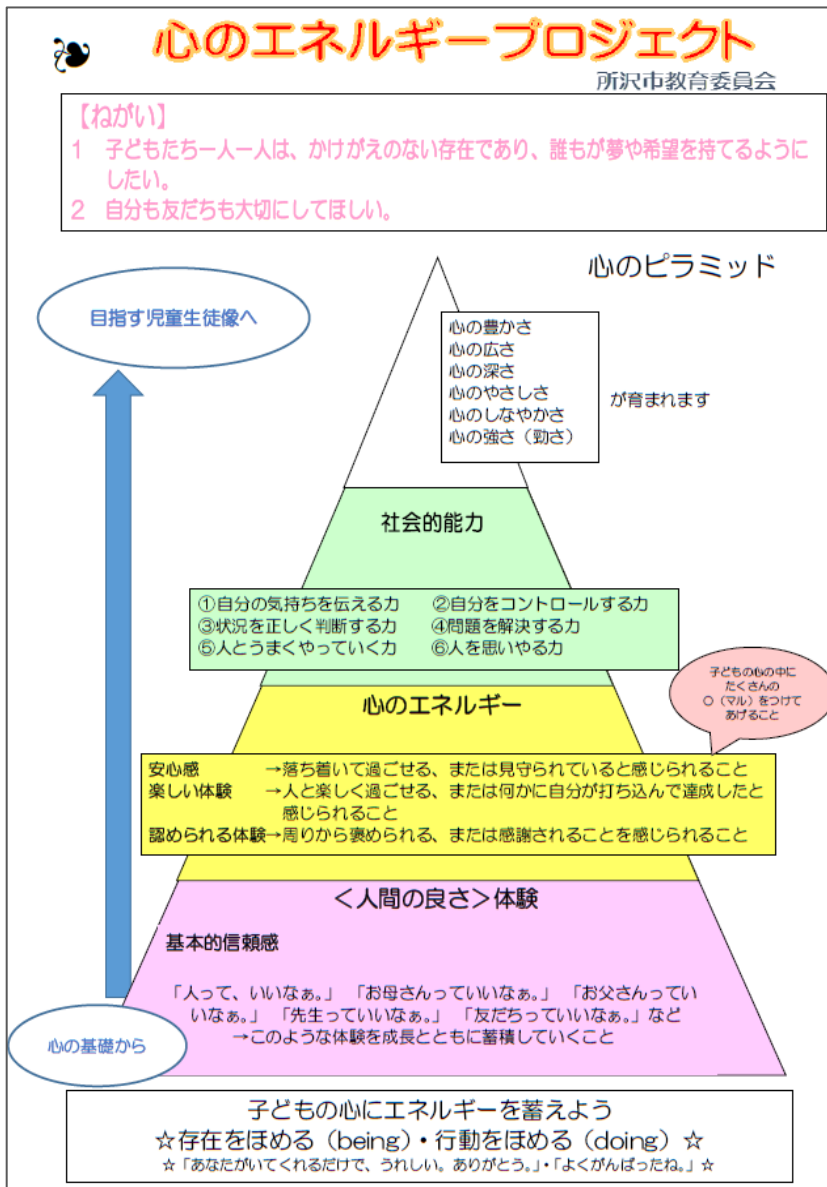 心のエネルギープロジェクト
所沢市教育委員会
【ねがい】
1 子どもたち一人一人は、かけがえのない存在であり、誰もが夢や希望を持てるように
したい。
2 自分も友だちも大切にしてほしい。
心のピラミッド
目指す児童生徒像へ
心の豊かさ
心の広さ
心の深さ
心のやさしさ
心のしなやかさ
心の強さ（勁さ）
が育まれます
社会的能力
①自分の気持ちを伝える力 ②自分をコントロールする力
③状況を正しく判断する力 ④問題を解決する力
⑤人とうまくやっていく力 ⑥人を思いやる力
子どもの心の中に
たくさんの
○（マル）をつけて
あげること
心のエネルギー
安心感 →落ち着いて過ごせる、または見守られていると感じられること
楽しい体験 →人と楽しく過ごせる、または何かに自分が打ち込んで達成したと
感じられること
認められる体験→周りから褒められる、または感謝されることを感じられること
＜人間の良さ＞体験
基本的信頼感
「人って、いいなぁ。」 「お母さんっていいなぁ。」 「お父さんってい
いなぁ。」 「先生っていいなぁ。」 「友だちっていいなぁ。」など
→このような体験を成長とともに蓄積していくこと
心の基礎から
子どもの心にエネルギーを蓄えよう
☆存在をほめる（being）・行動をほめる（doing）☆
☆「あなたがいてくれるだけで、うれしい。ありがとう。」・「よくがんばったね。」☆